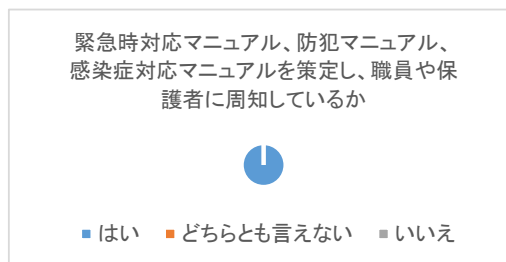 緊急時対応マニュアル、防犯マニュアル、
感染症対応マニュアルを策定し、職員や保
護者に周知しているか
はい どちらとも言えない いいえ